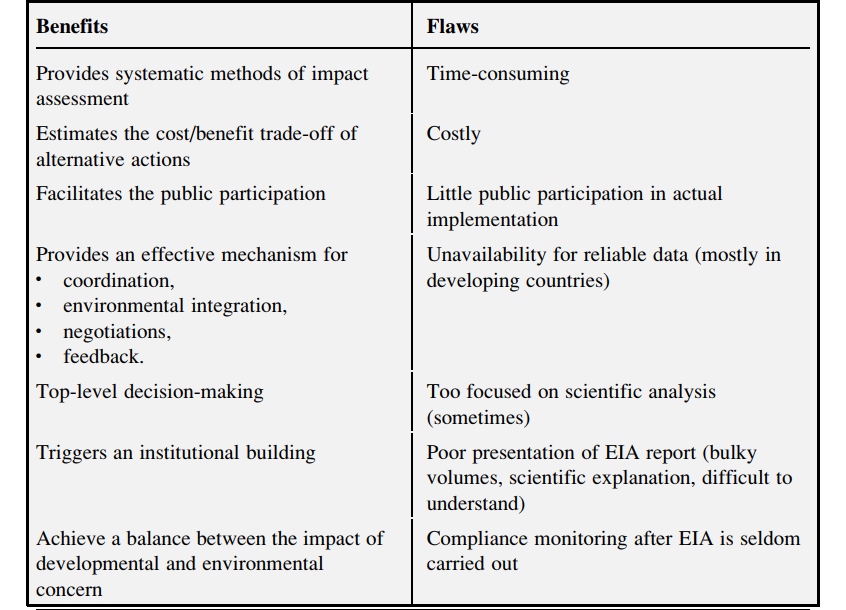 Benefits
Flaws
Provides systematic methods of impact
assessment
Time-consuming
Estimates the cost/benefit trade-off of
alternative actions
Costly
Facilitates the public participation
Little public participation in actual
implementation
Provides an effective mechanism for
• coordination,
• environmental integration,
• negotiations,
• feedback.
Unavailability for reliable data (mostly in
developing countries)
Top-level decision-making
Too focused on scientific analysis
(sometimes)
Triggers an institutional building
Poor presentation of EIA report (bulky
volumes, scientific explanation, difficult to
understand)
Achieve a balance between the impact of
developmental and environmental
concern
Compliance monitoring after EIA is seldom
carried out